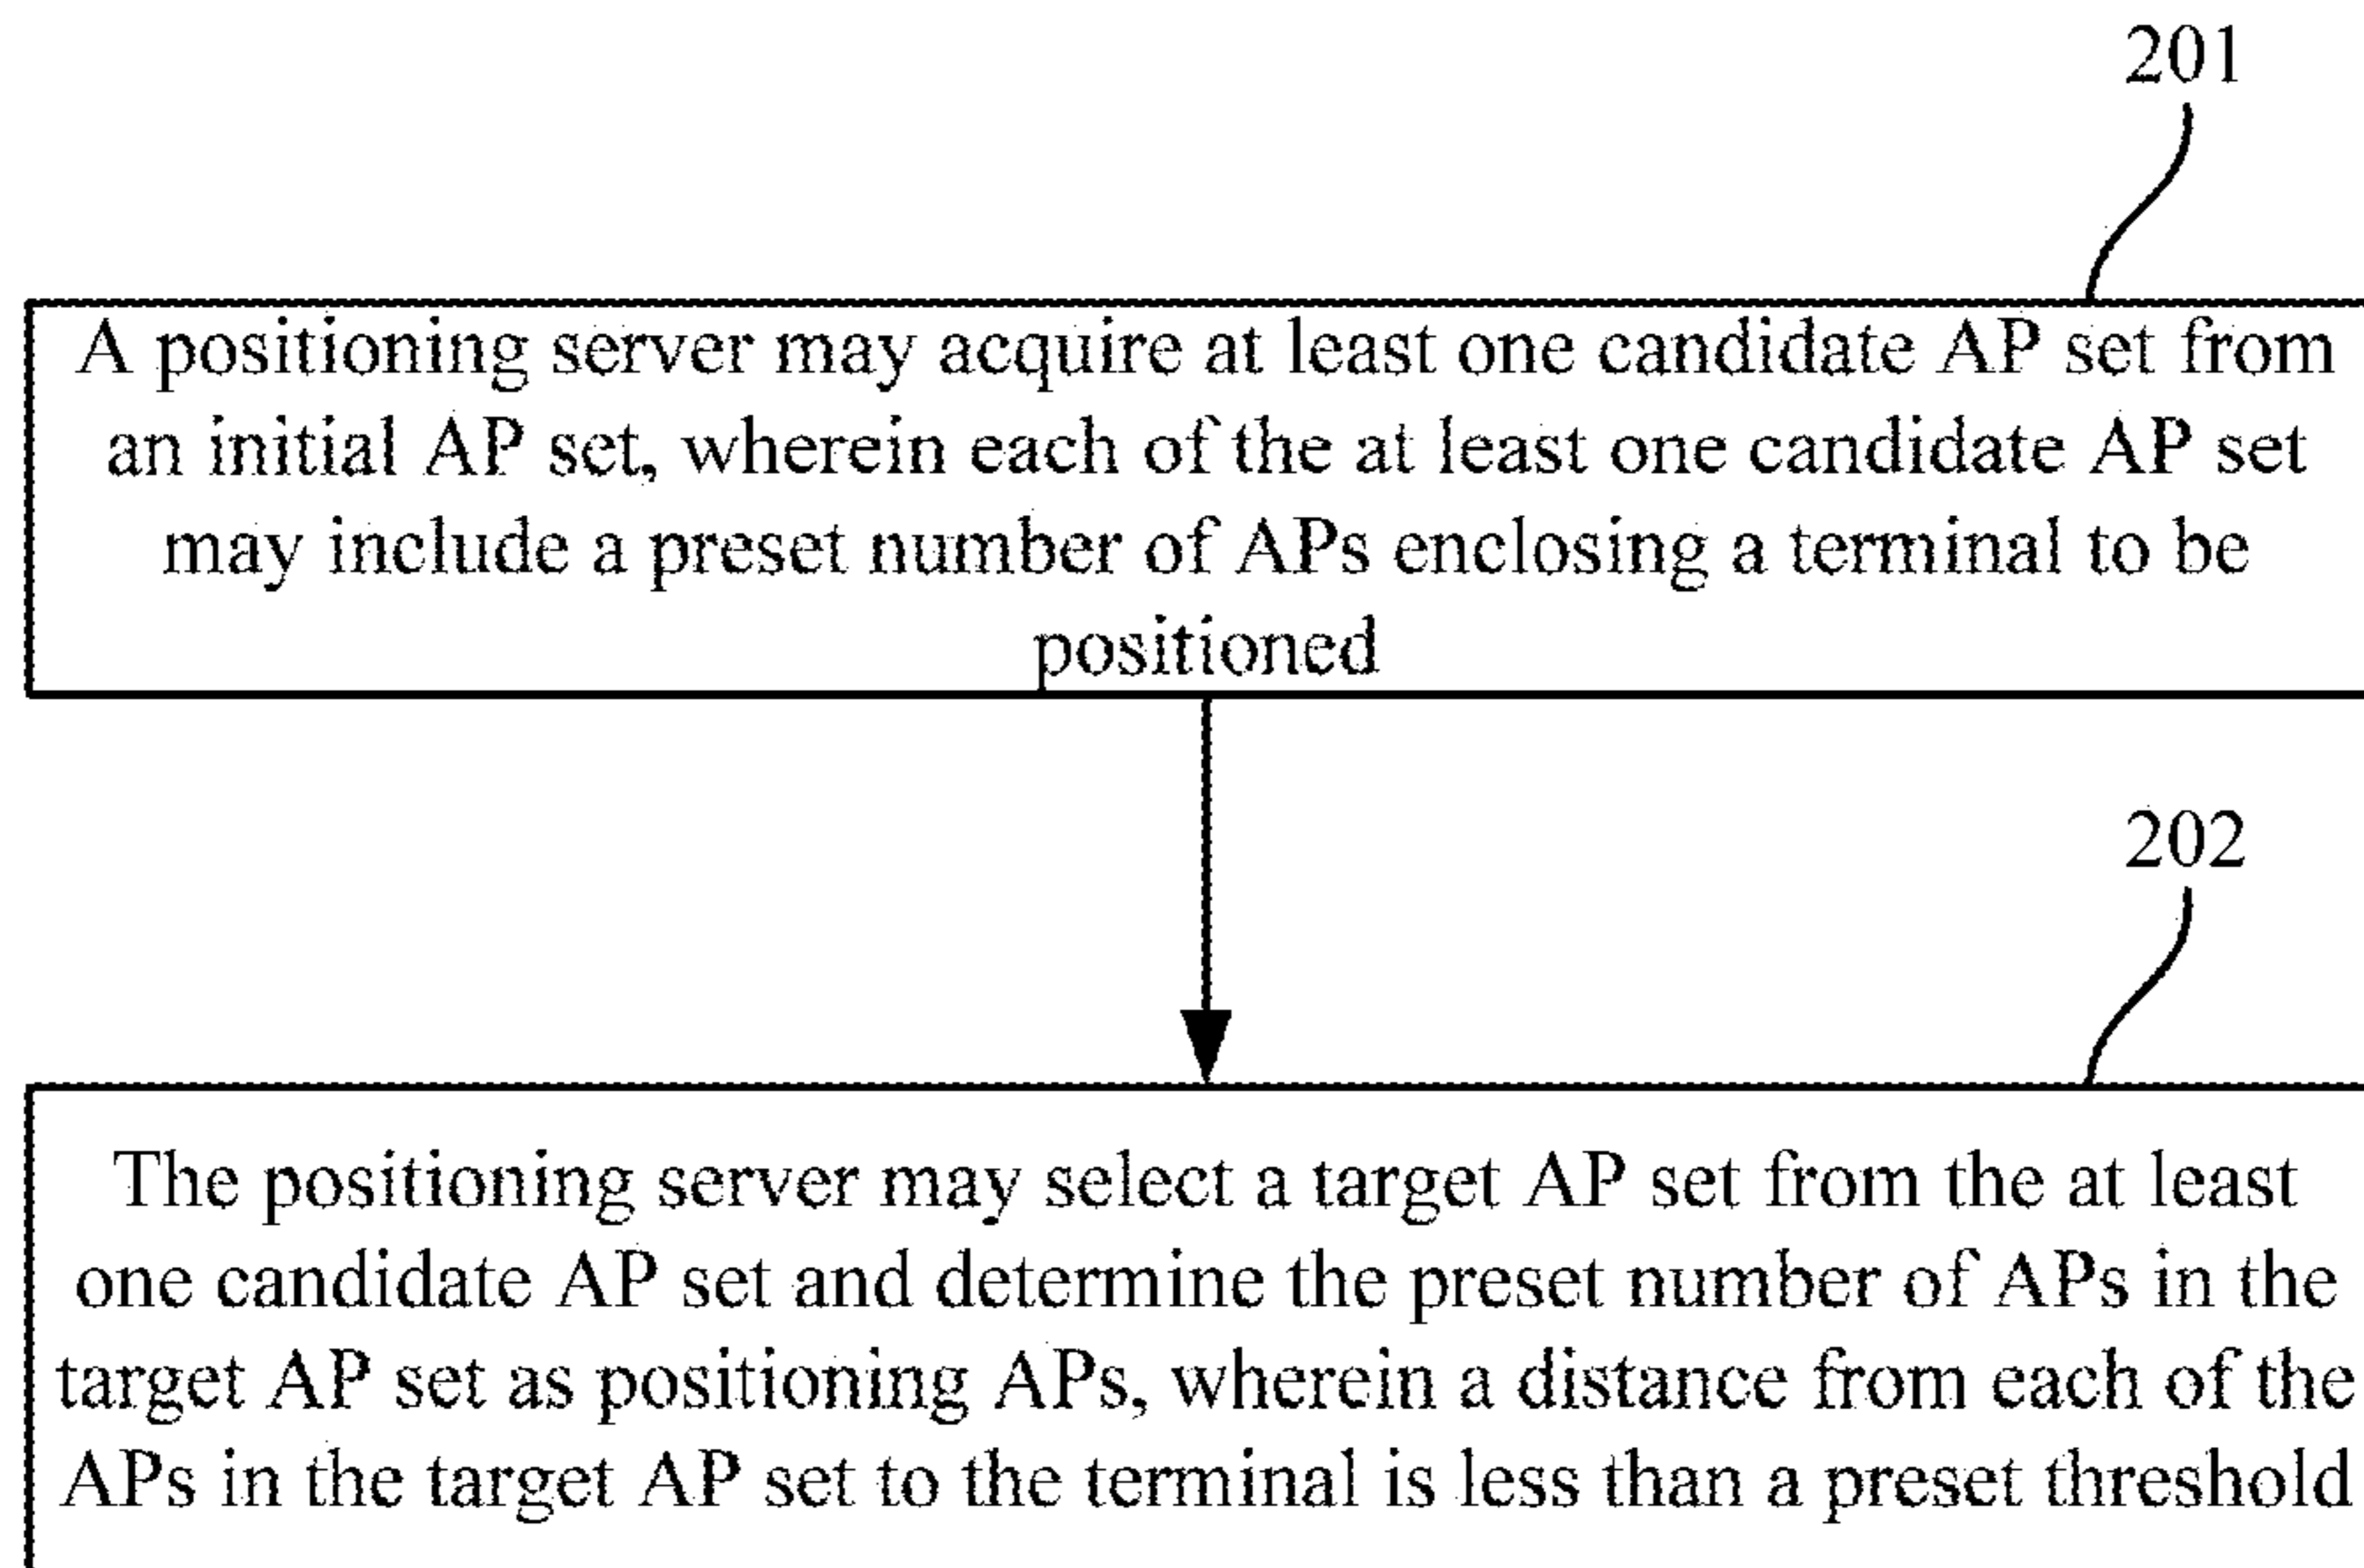 201
A positioning server may acquire at least one candidate AP set from
an initial AP set, wherein each of the at least one candidate AP set
may include a preset number of APs enclosing a terminal to be
positioned
202
The positioning server may select a target AP set from the at least
one candidate AP set and determine the preset number of APs in the
target AP set as positioning APs, wherein a distance from each of the
APs in the target AP set to the terminal is less than a preset threshold